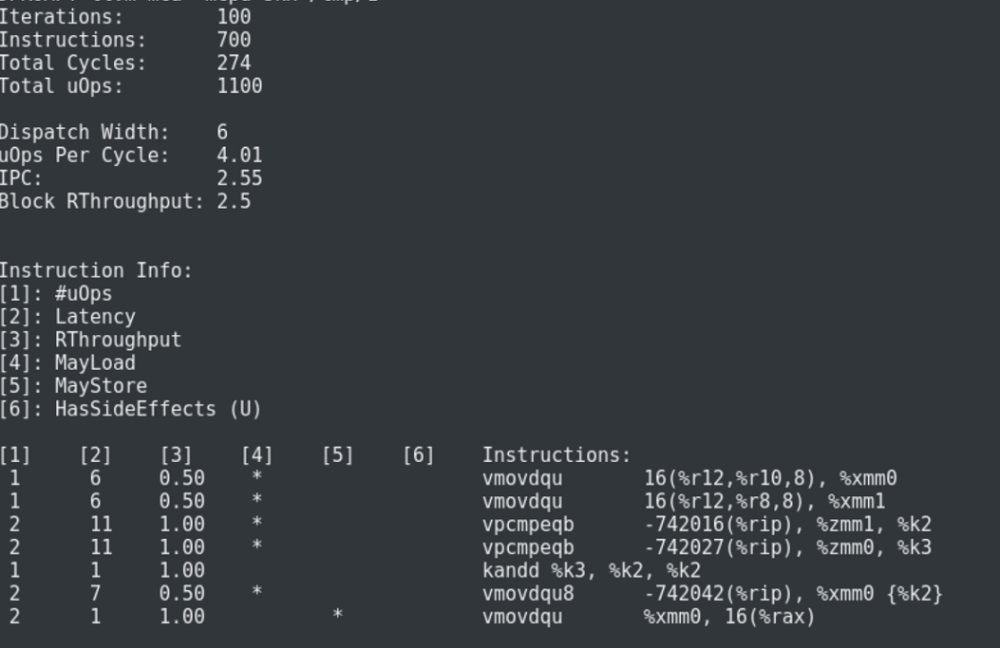 Iterations: 100
Instructions: 700
Total Cycles: 274
Total uOps: 1100
Dispatch Width: 6
uOps Per Cycle: 4.01
IPC: 2.55
Block RThroughput: 2.5
Instruction Info:
[1]: #uOps
[2]: Latency
[3]: RThroughput
[4]: MayLoad
[5]: MayStore
[6]: HasSideEffects (U)
[1] [2] [3] [4] [5] [6] Instructions:
1 6 0.50 * vmovdqu 16(%r12,%r10,8), %xmm0
1 6 0.50 * vmovdqu 16(%r12,%r8,8), %xmm1
2 11 1.00 * vpcmpeqb -742016(%rip), %zmm1, %k2
2 11 1.00 * vpcmpeqb -742027(%rip), %zmm0, %k3
1 1 1.00 kandd %k3, %k2, %k2
2 7 0.50 * vmovdqu8 -742042(%rip), %xmm0 {%k2}
2 1 1.00 * vmovdqu %xmm0, 16(%rax)